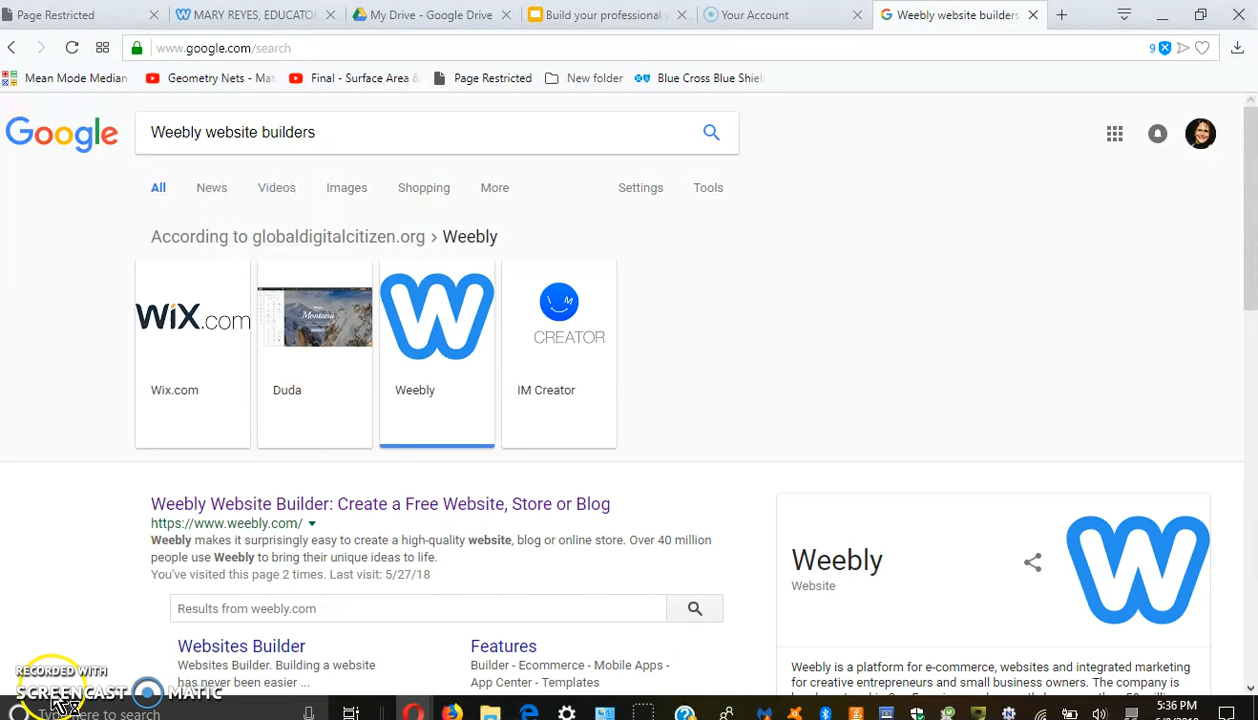 Page Restricted
MARY REYES, EDUCATOR
My Drive - Google Drive
Build your professional
Your Account
Weebly website builders
www.google.com/search
9
Mean Mode Median
Geometry Nets - Mat
Final - Surface Area &
Page Restricted
New folder
Blue Cross Blue Shiel
Google
Weebly website builders
All News Videos Images Shopping More Settings Tools
According to globaldigitalcitizen.org › Weebly
WiX.com
Montana
IM
CREATOR
Wix.com
Duda
Weebly
IM Creator
Weebly Website Builder: Create a Free Website, Store or Blog
https://www.weebly.com/
Weebly makes it surprisingly easy to create a high-quality website, blog or online store. Over 40 million
people use Weebly to bring their unique ideas to life.
You've visited this page 2 times. Last visit: 5/27/18
Results from weebly.com
Websites Builder
Websites Builder. Building a website
has never been easier ...
Features
Builder - Ecommerce - Mobile Apps -
App Center - Templates
Weebly
Website
Weebly is a platform for e-commerce, websites and integrated marketing
for creative entrepreneurs and small business owners. The company is
RECORDED WITH
SCREENCAST MATIC
Type here to search
5:36 PM